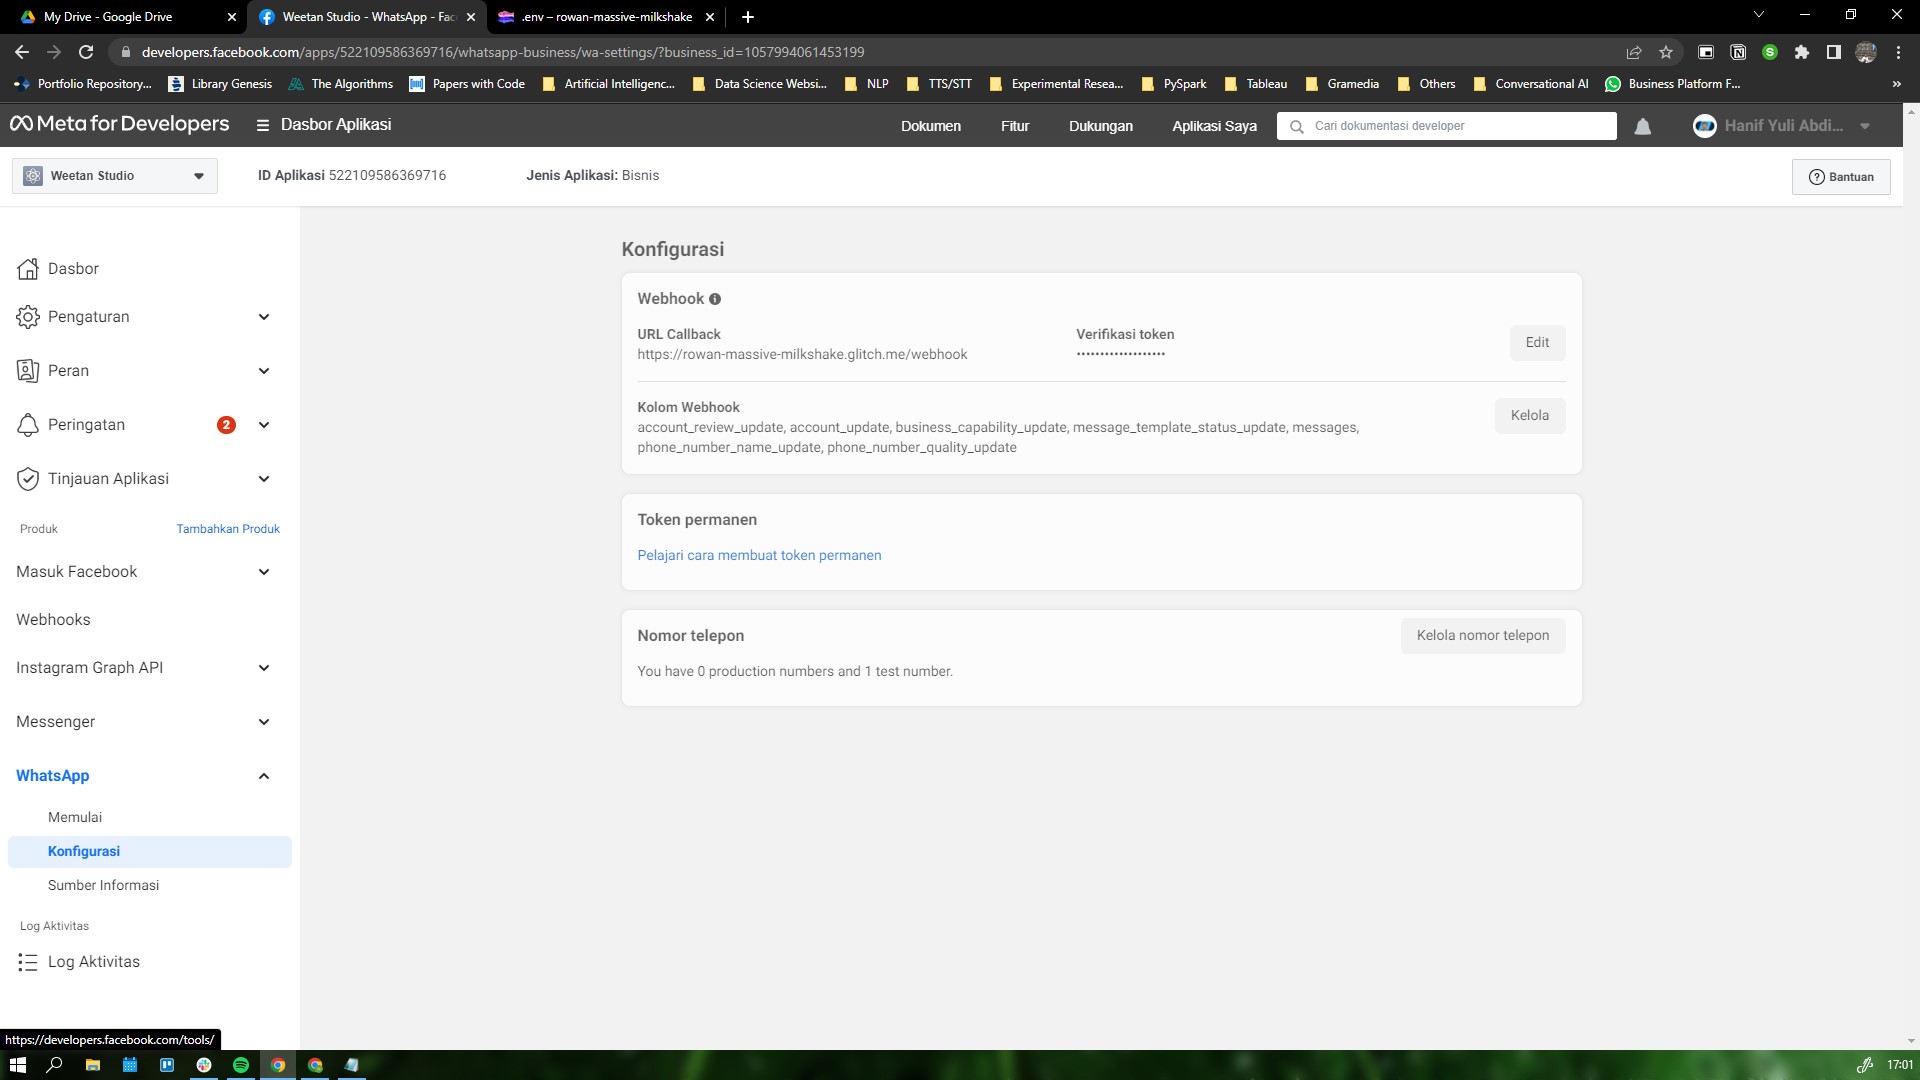 My Drive - Google Drive
Weetan Studio - WhatsApp - Fac
.env – rowan-massive-milkshake
developers.facebook.com/apps/522109586369716/whatsapp-business/wa-settings/?business_id=1057994061453199
Portfolio Repository...
Library Genesis
The Algorithms
Papers with Code
Artificial Intelligenc...
Data Science Websi...
NLP
TTS/STT
Experimental Resea...
PySpark
Tableau
Gramedia
Others
Conversational AI
Business Platform F...
Meta for Developers
Dasbor Aplikasi
Dokumen
Fitur
Dukungan
Aplikasi Saya
Cari dokumentasi developer
Hanif Yuli Abdi...
Weetan Studio
ID Aplikasi 522109586369716
Jenis Aplikasi: Bisnis
Bantuan
Dasbor
Pengaturan
Peran
Peringatan
2
Tinjauan Aplikasi
Produk
Tambahkan Produk
Masuk Facebook
Webhooks
Instagram Graph API
Messenger
WhatsApp
Memulai
Konfigurasi
Sumber Informasi
Log Aktivitas
Log Aktivitas
Konfigurasi
Webhook
URL Callback
https://rowan-massive-milkshake.glitch.me/webhook
Verifikasi token
•••••••••••••••••••
Edit
Kolom Webhook
account_review_update, account_update, business_capability_update, message_template_status_update, messages,
phone_number_name_update, phone_number_quality_update
Kelola
Token permanen
Pelajari cara membuat token permanen
Nomor telepon
Kelola nomor telepon
You have 0 production numbers and 1 test number.
https://developers.facebook.com/tools/
17:01